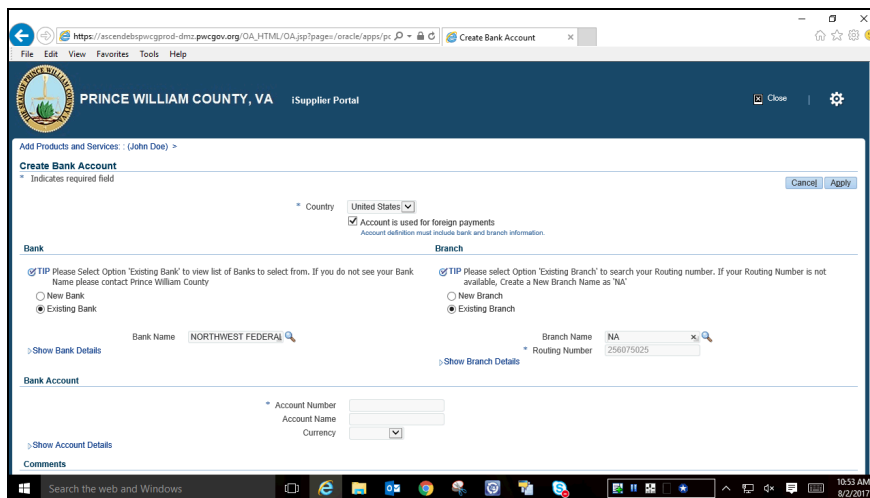 https://ascendebspwcgprod-dmz.pwcgov.org/OA_HTML/OA.jsp?page=/oracle/apps/pc
Create Bank Account
File Edit View Favorites Tools Help
PRINCE WILLIAM COUNTY, VA iSupplier Portal
Close
Add Products and Services: : (John Doe) >
Create Bank Account
* Indicates required field
Cancel Apply
* Country United States
Account is used for foreign payments
Account definition must include bank and branch information.
Bank
TIP Please Select Option 'Existing Bank' to view list of Banks to select from. If you do not see your Bank
Name please contact Prince William County
New Bank
Existing Bank
Bank Name NORTHWEST FEDERAL
Show Bank Details
Branch
TIP Please select Option 'Existing Branch' to search your Routing number. If your Routing Number is not
available, Create a New Branch Name as 'NA'
New Branch
Existing Branch
Branch Name NA
* Routing Number 256075025
Show Branch Details
Bank Account
* Account Number
Account Name
Currency
Show Account Details
Comments
Search the web and Windows
10:53 AM
8/2/2017